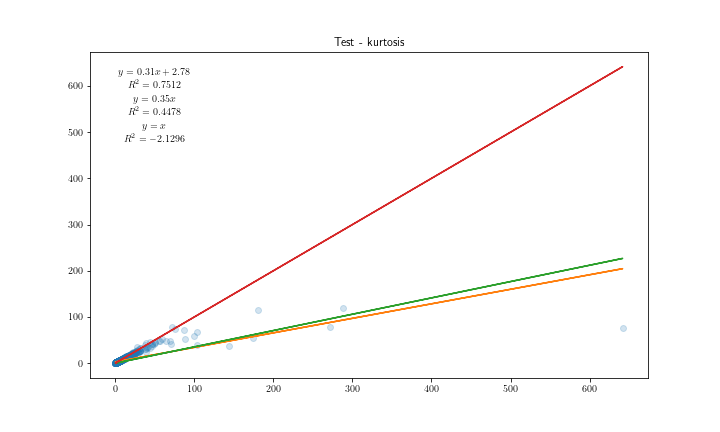 Test - kurtosis
y = 0.31x + 2.78
R² = 0.7512
y = 0.35x
R² = 0.4478
y = x
R² = −2.1296
600
500
400
300
200
100
0
0 100 200 300 400 500 600